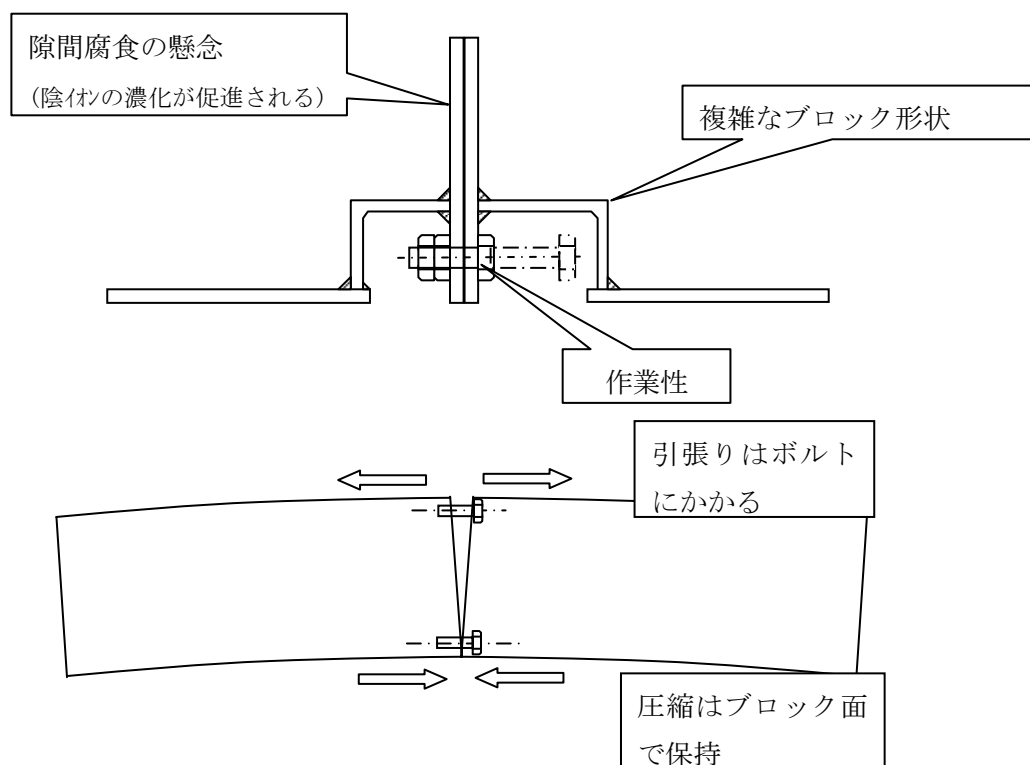 隙間腐食の懸念
(陰ｲｵﾝの濃化が促進される)
複雑なブロック形状
作業性
引張りはボルト
にかかる
圧縮はブロック面
で保持